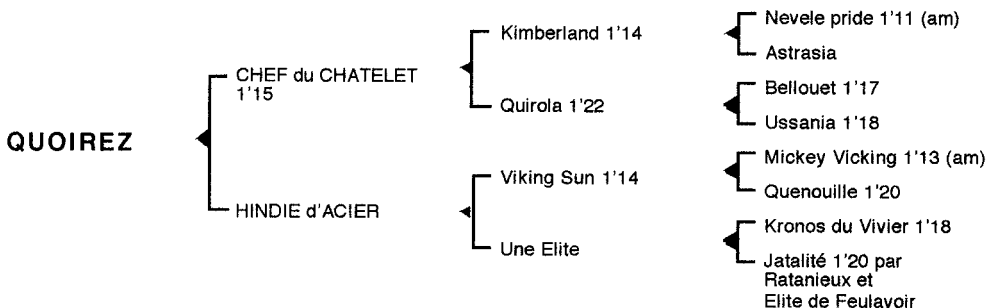 QUOIREZ
CHEF du CHATELET
1'15
HINDIE d'ACIER
Kimberland 1'14
Quirola 1'22
Viking Sun 1'14
Une Elite
Nevele pride 1'11 (am)
Astrasia
Bellouet 1'17
Ussania 1'18
Mickey Vicking 1'13 (am)
Quenouille 1'20
Kronos du Vivier 1'18
Jatalité 1'20 par
Ratanieux et
Elite de Feulavoir